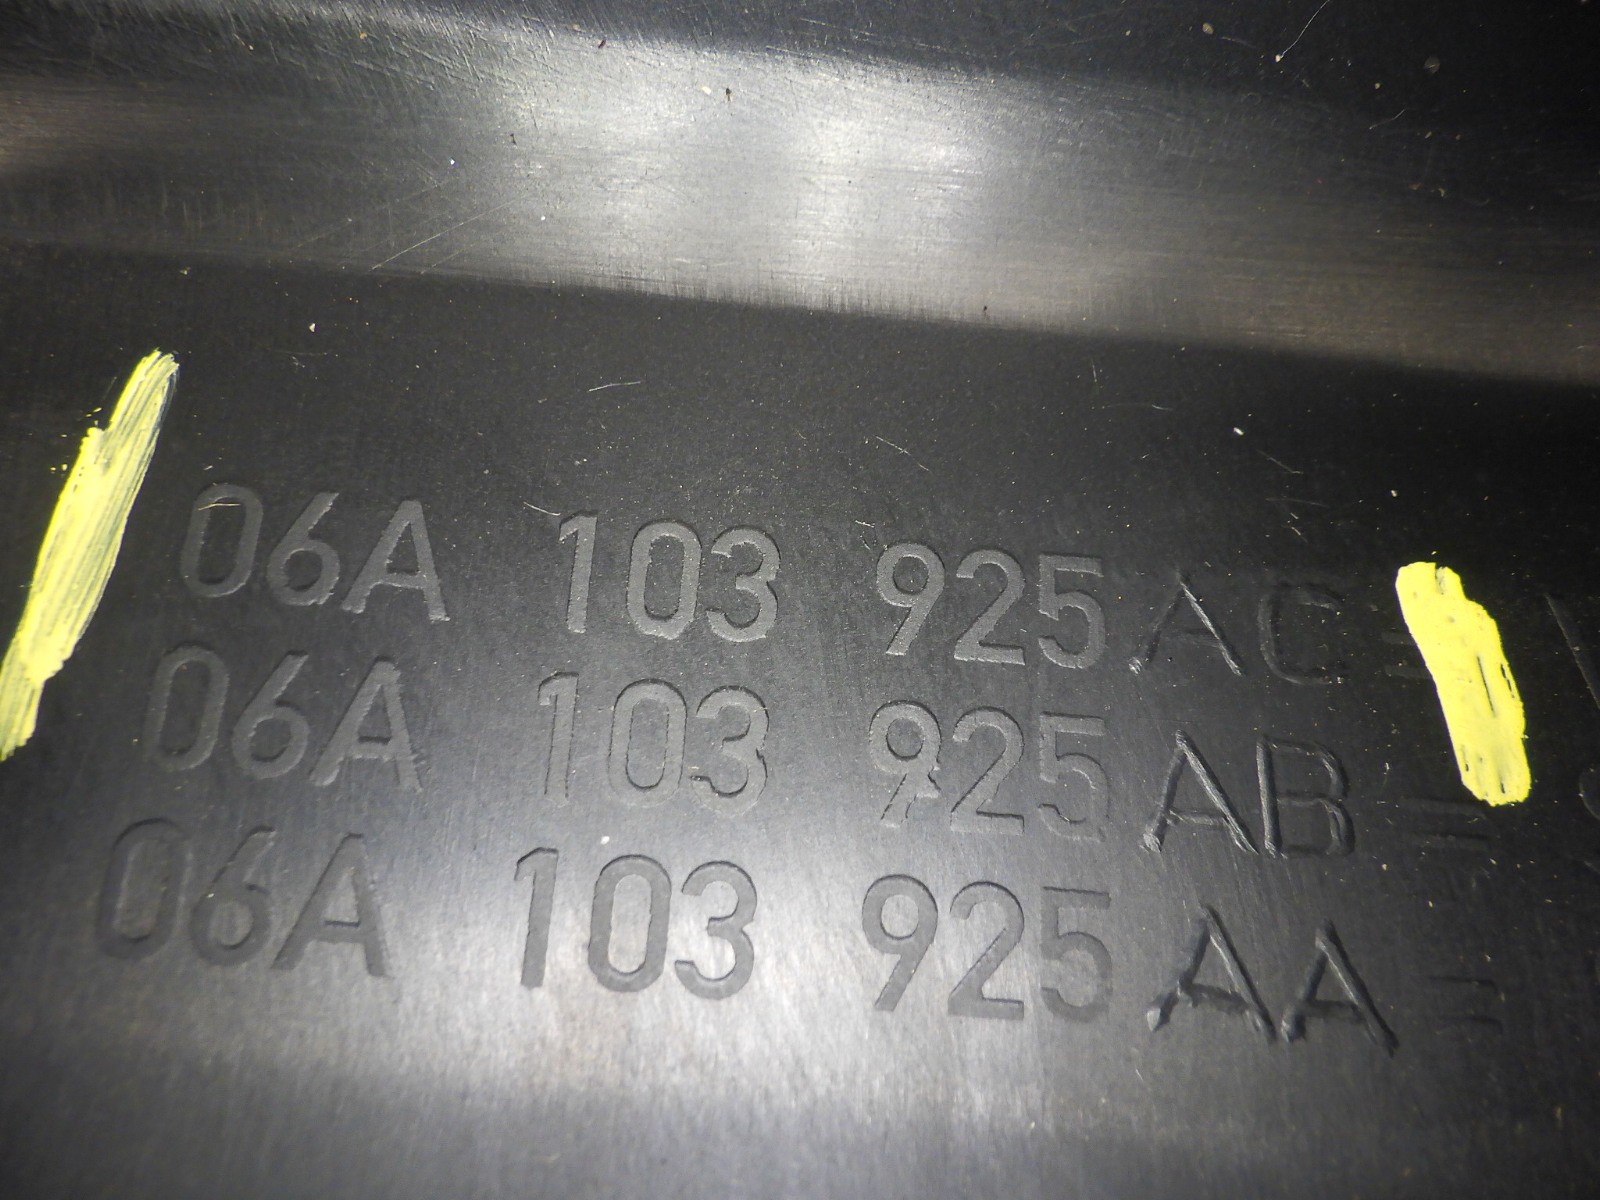 06A 103 925 AC =
06A 103 925 AB =
06A 103 925 AA =